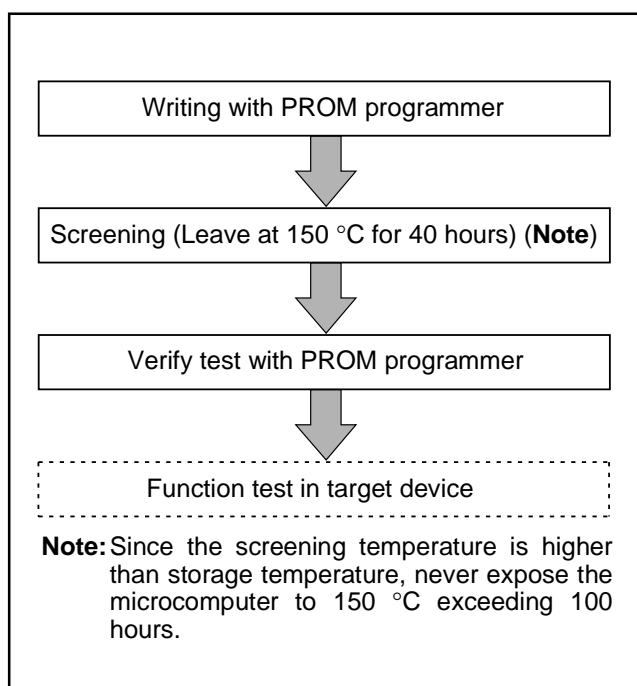 Writing with PROM programmer
Screening (Leave at 150 °C for 40 hours) (Note)
Verify test with PROM programmer
Function test in target device
Note: Since the screening temperature is higher
than storage temperature, never expose the
microcomputer to 150 °C exceeding 100
hours.